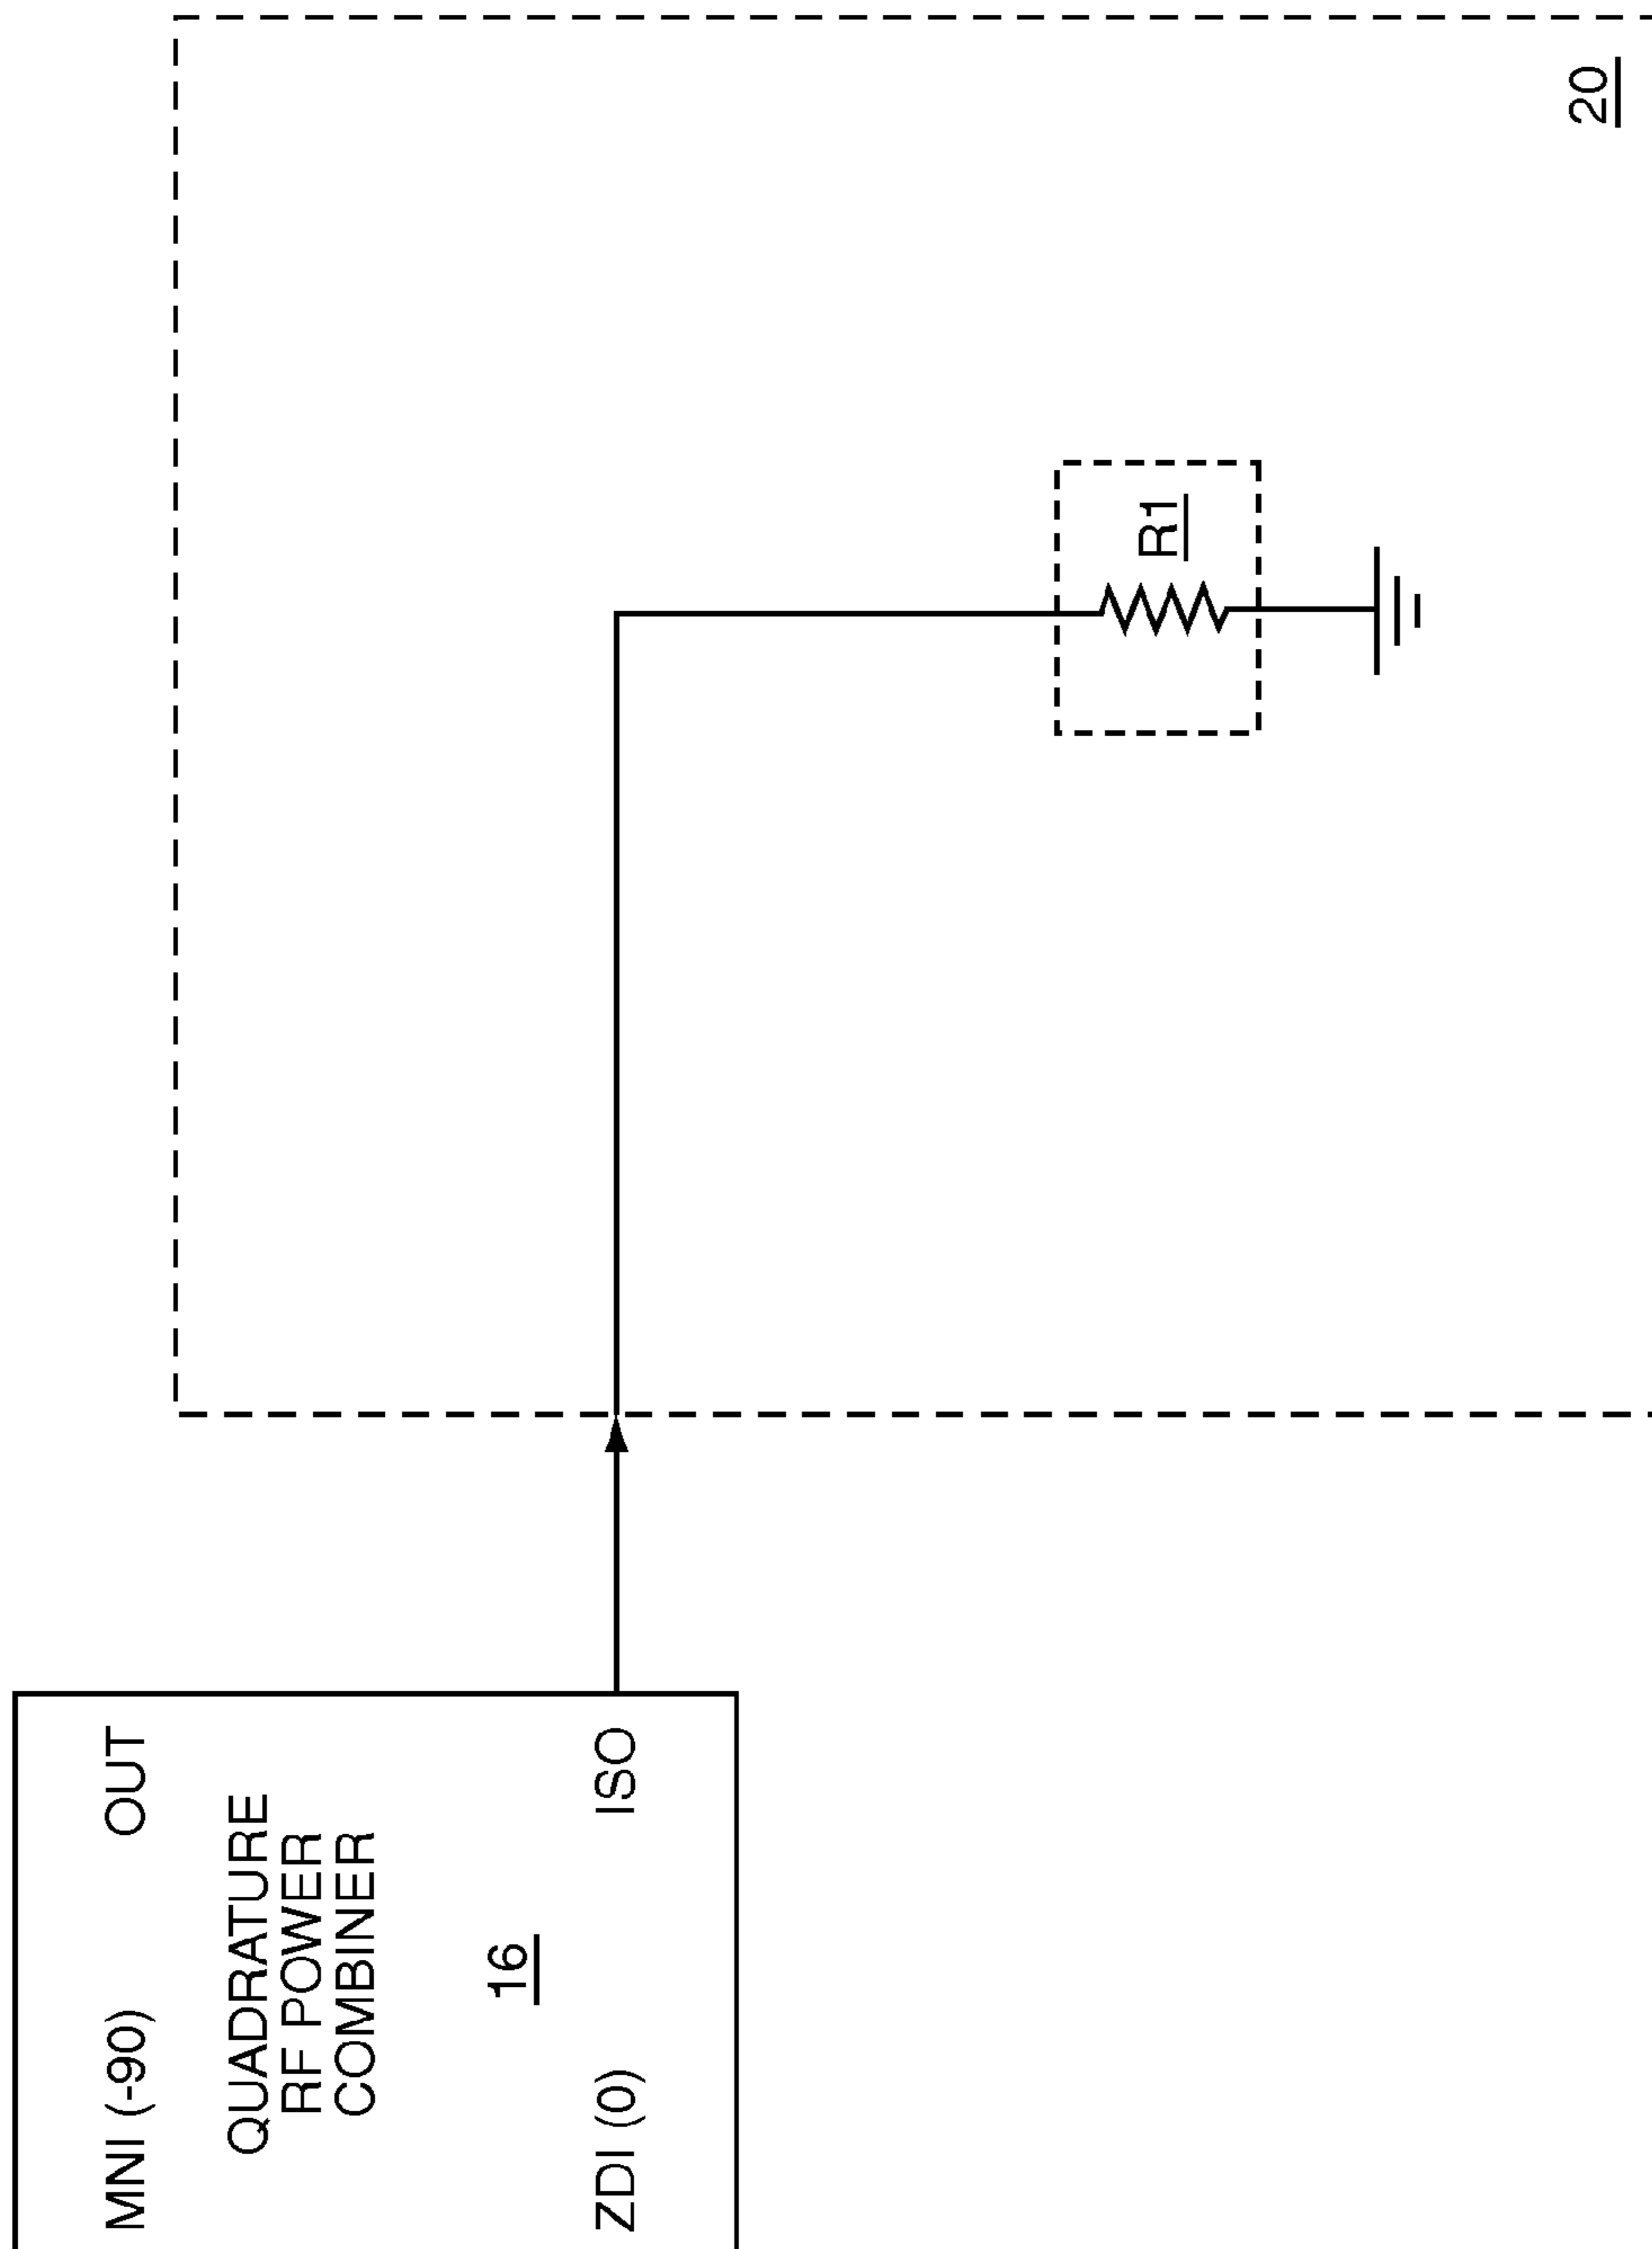 MNI (-90) OUT
QUADRATURE
RF POWER
COMBINER
16
ZDI (0) ISO
R1
20